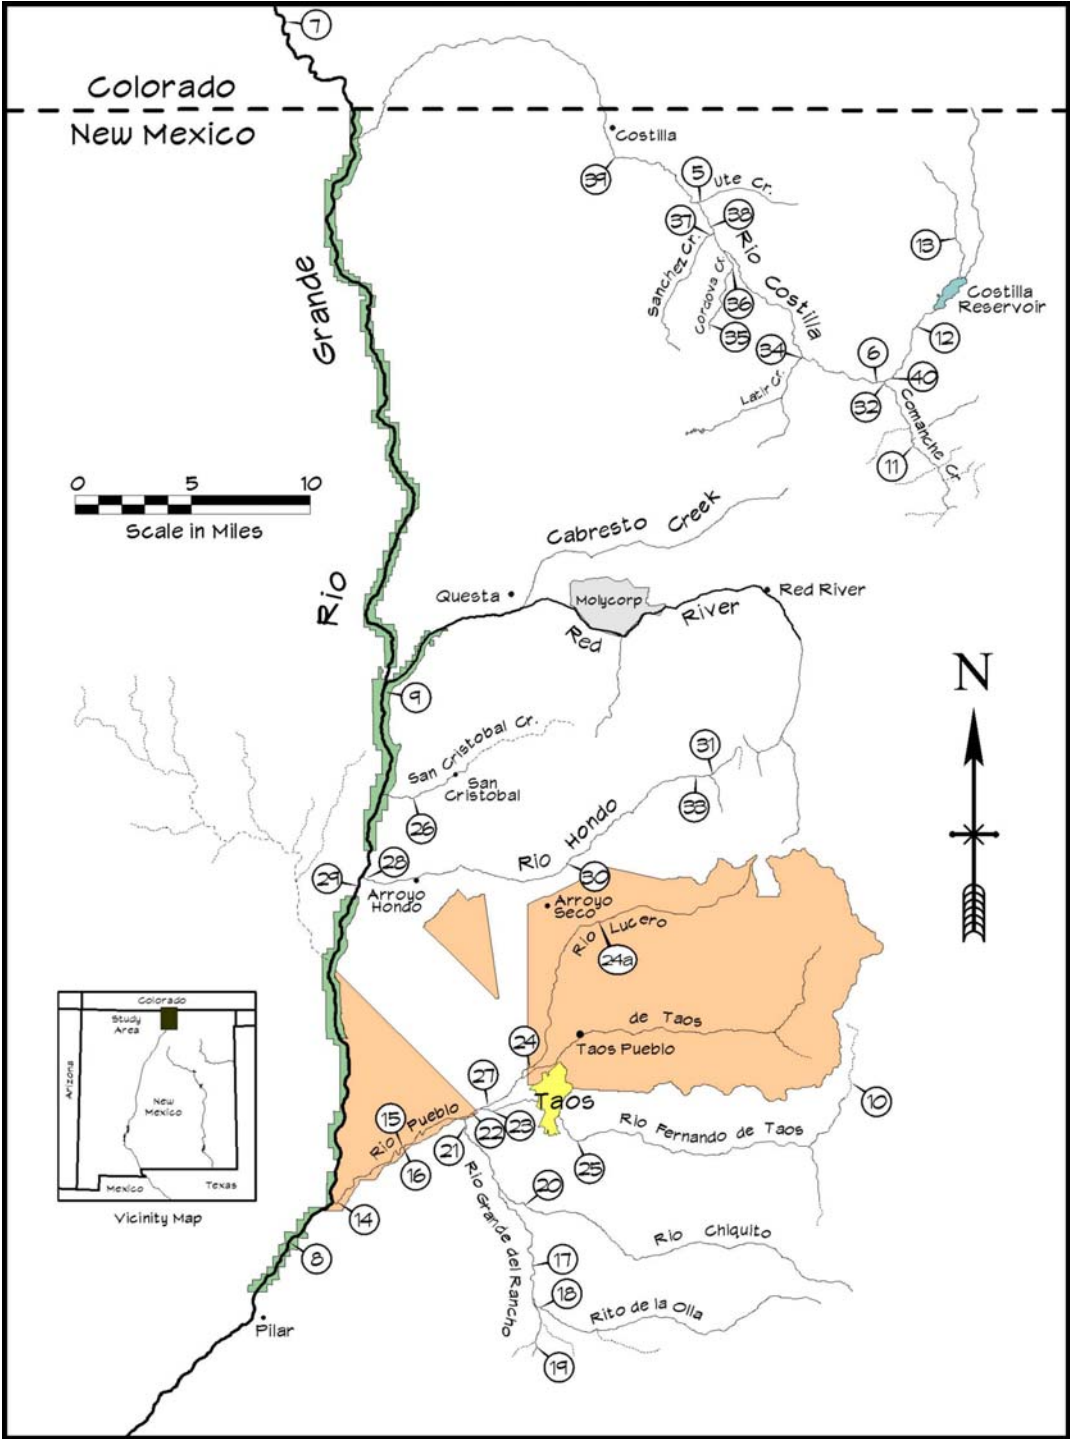 7
Colorado
New Mexico
Costilla
39
5
Ute Cr.
37
38
Sanchez Cr.
Rio Costilla
Cordova Cr.
36
35
13
Costilla
Reservoir
12
34
6
40
32
Latir Cr.
Comanche Cr
11
Rio Grande
0 5 10
Scale in Miles
Cabresto Creek
Questa
Molycorp
Red River
Red River
N
9
San Cristobal Cr.
San
Cristobal
26
31
33
Rio Hondo
28
29
Arroyo
Hondo
30
Arroyo
Seco
Rio Lucero
24a
de Taos
Taos Pueblo
24
27
Taos
10
15
Rio Pueblo
23
22
21
16
Rio Fernando de Taos
25
20
14
8
Rio Grande del Rancho
Rio Chiquito
17
18
Rito de la Olla
19
Pilar
Colorado
Study
Area
Arizona
New
Mexico
Mexico
Texas
Vicinity Map